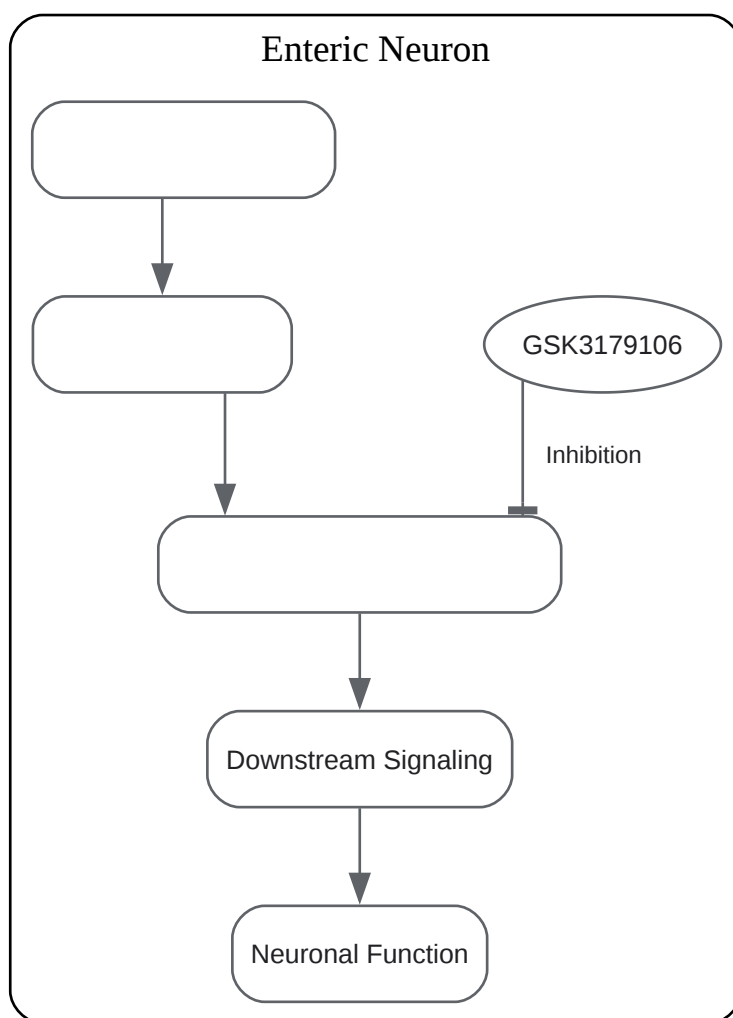 Enteric Neuron
GSK3179106
Inhibition
Downstream Signaling
Neuronal Function